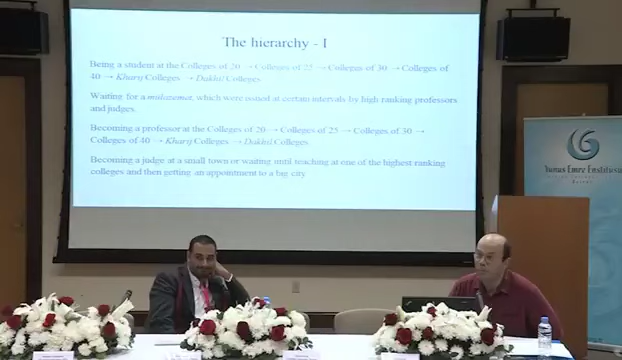 The hierarchy - I
Being a student at the Colleges of 20 → Colleges of 25 → Colleges of 30 → Colleges of
40 → Kharij Colleges → Dakhil Colleges
Waiting for a mulazemet, which were issued at certain intervals by high ranking professors
and judges.
Becoming a professor at the Colleges of 20 → Colleges of 25 → Colleges of 30 →
Colleges of 40 → Kharij Colleges → Dakhil Colleges
Becoming a judge at a small town or waiting until teaching at one of the highest ranking
colleges and then getting an appointment to a big city.
Yunus Emre Enstitüsü